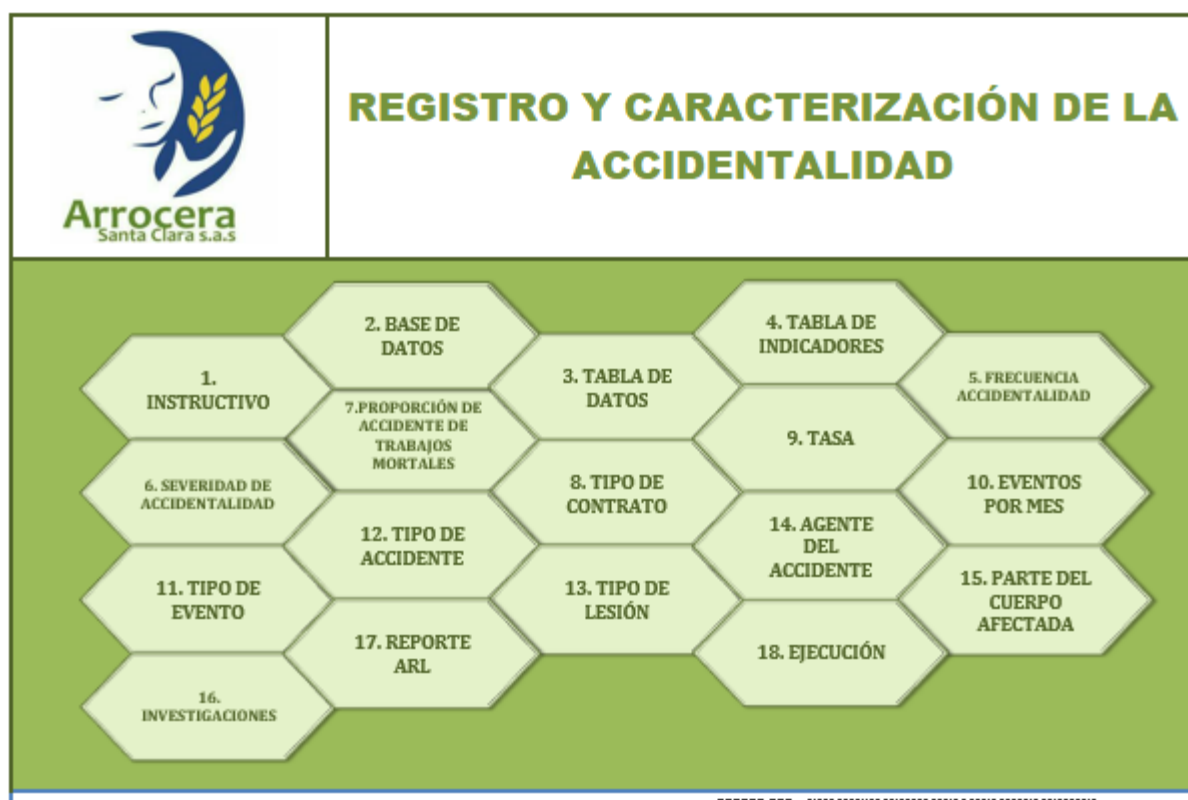 Arrocera
Santa Clara s.a.s
REGISTRO Y CARACTERIZACIÓN DE LA
ACCIDENTALIDAD
1.
INSTRUCTIVO
2. BASE DE
DATOS
3. TABLA DE
DATOS
4. TABLA DE
INDICADORES
5. FRECUENCIA
ACCIDENTALIDAD
6. SEVERIDAD DE
ACCIDENTALIDAD
7.PROPORCIÓN DE
ACCIDENTE DE
TRABAJOS
MORTALES
8. TIPO DE
CONTRATO
9. TASA
10. EVENTOS
POR MES
11. TIPO DE
EVENTO
12. TIPO DE
ACCIDENTE
13. TIPO DE
LESIÓN
14. AGENTE
DEL
ACCIDENTE
15. PARTE DEL
CUERPO
AFECTADA
16.
INVESTIGACIONES
17. REPORTE
ARL
18. EJECUCIÓN